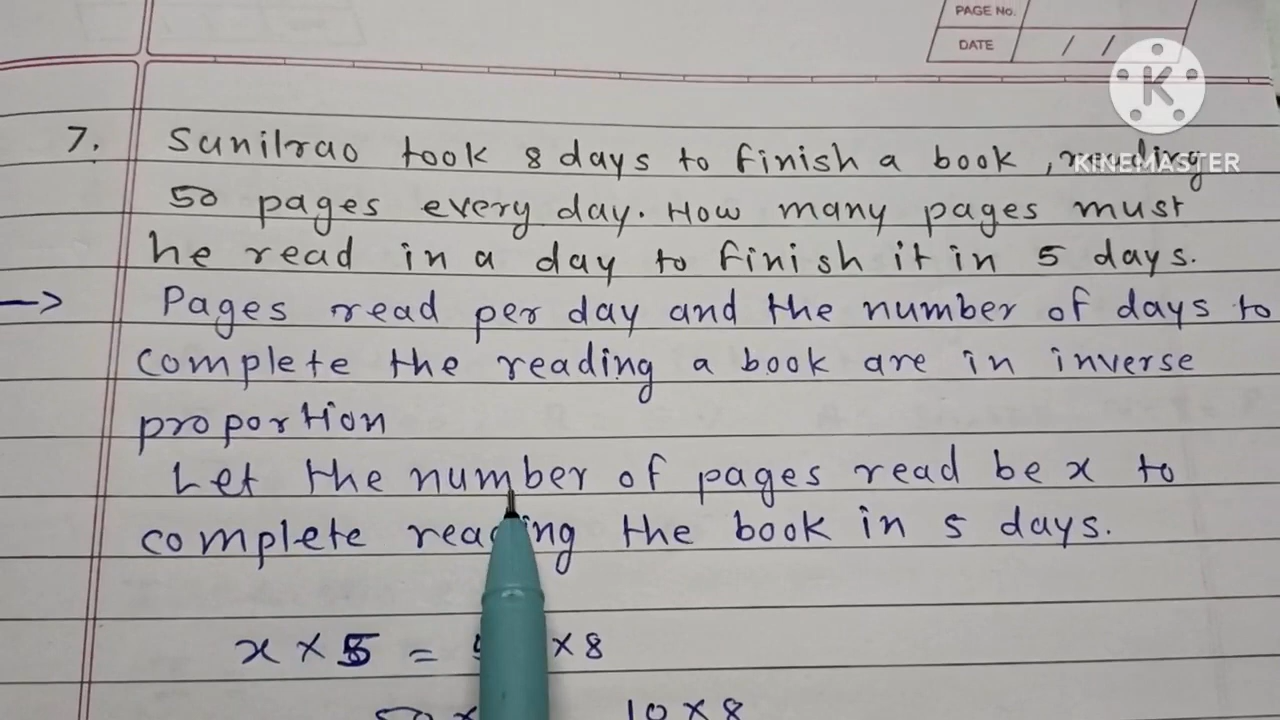 PAGE No.
DATE / /
K
KINEMASTER
7. Sunilrao took 8 days to finish a book, reading
50 pages every day. How many pages must
he read in a day to finish it in 5 days.
→ Pages read per day and the number of days to
complete the reading a book are in inverse
proportion
Let the number of pages read be x to
complete reading the book in 5 days.
x × 5 = × 8
50 × 10 × 8